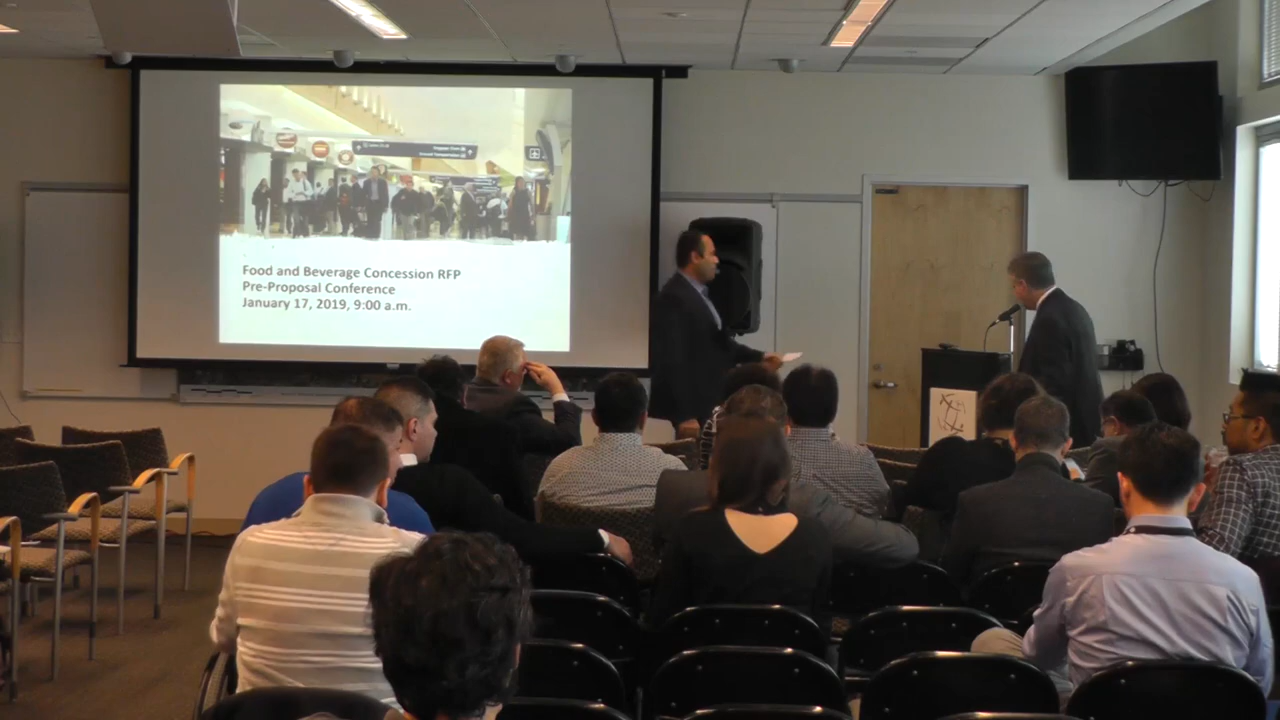 Food and Beverage Concession RFP
Pre-Proposal Conference
January 17, 2019, 9:00 a.m.